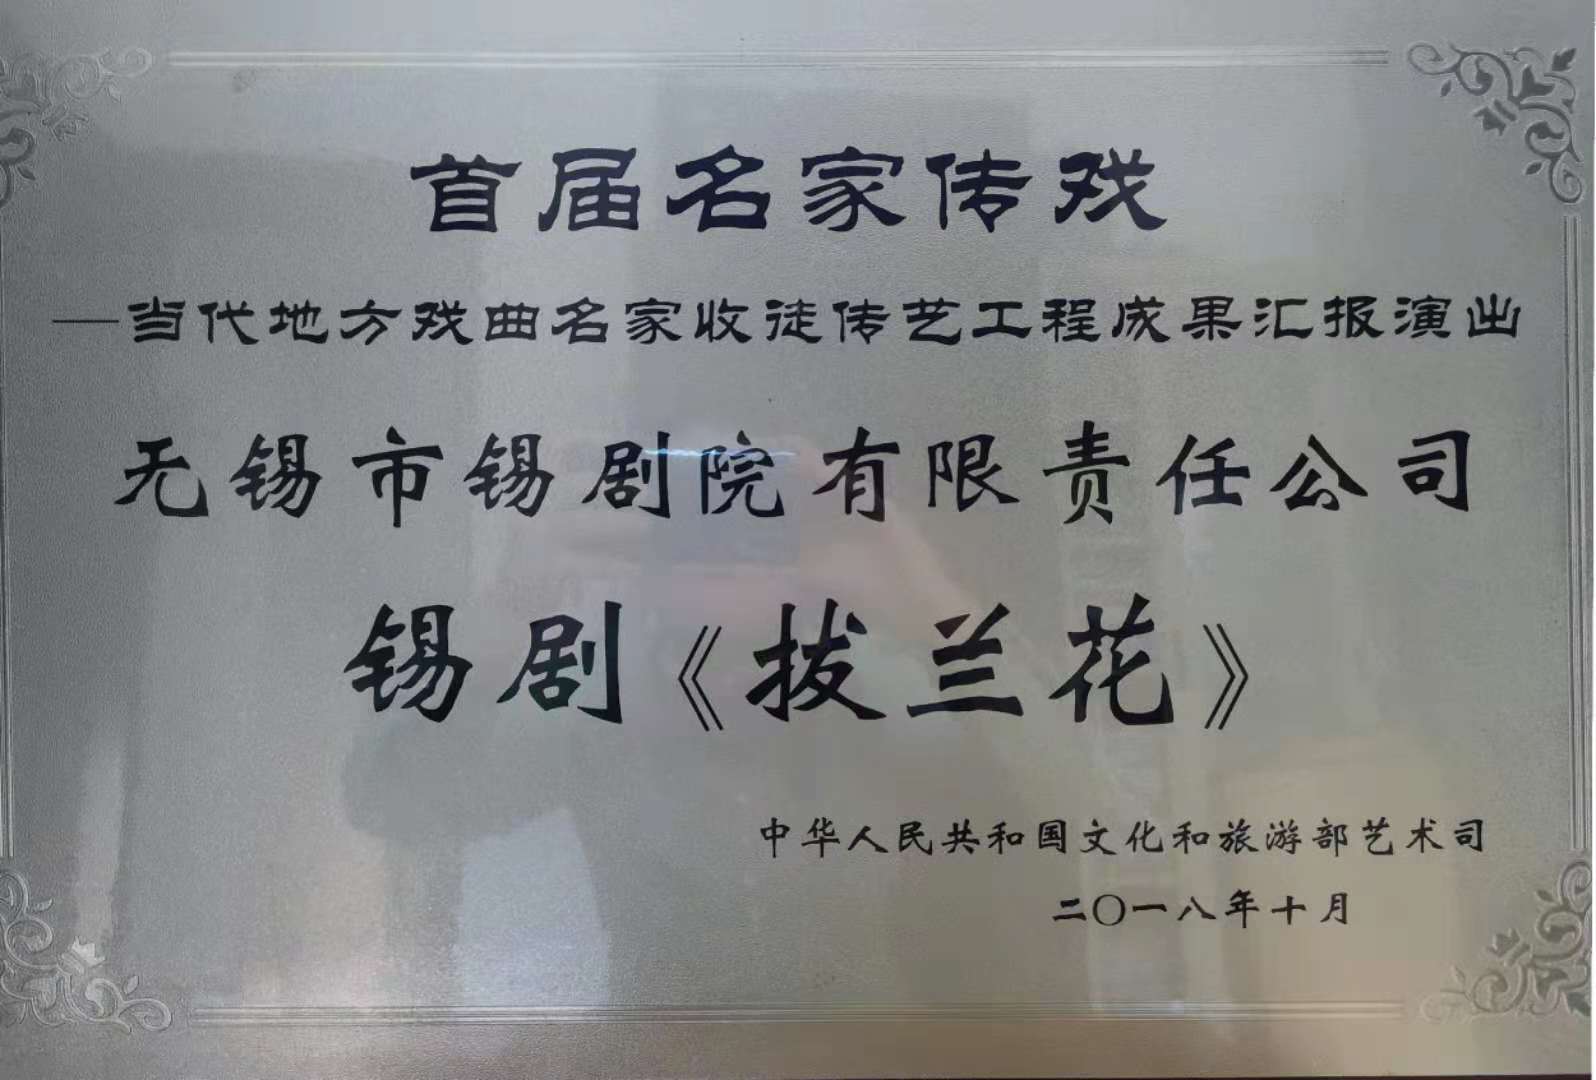 首届名家传戏
——当代地方戏曲名家收徒传艺工程成果汇报演出
无锡市锡剧院有限责任公司
锡剧《拔兰花》
中华人民共和国文化和旅游部艺术司
二〇一八年十月